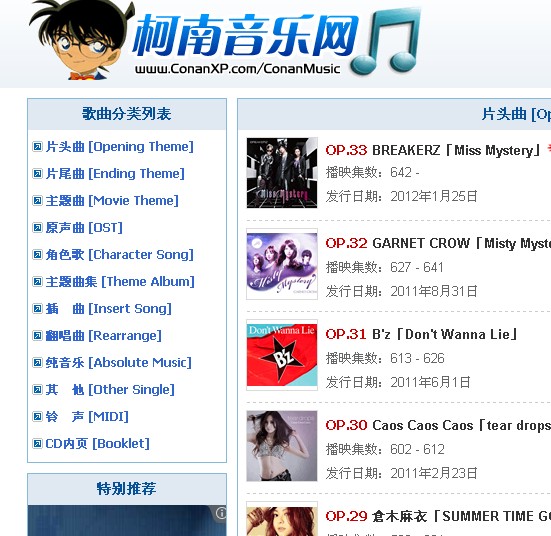 柯南音乐网
www.ConanXP.com/ConanMusic
歌曲分类列表
片头曲 [Opening Theme]
片尾曲 [Ending Theme]
主题曲 [Movie Theme]
原声曲 [OST]
角色歌 [Character Song]
主题曲集 [Theme Album]
插　曲 [Insert Song]
翻唱曲 [Rearrange]
纯音乐 [Absolute Music]
其　他 [Other Single]
铃　声 [MIDI]
CD内页 [Booklet]
特别推荐
片头曲 [Op
OP.33 BREAKERZ「Miss Mystery」
播映集数：642 -
发行日期：2012年1月25日
Miss Mystery
OP.32 GARNET CROW「Misty Myste
播映集数：627 - 641
发行日期：2011年8月31日
Misty Mystery
OP.31 B'z「Don't Wanna Lie」
播映集数：613 - 626
发行日期：2011年6月1日
Don't Wanna Lie
B'z
OP.30 Caos Caos Caos「tear drops
播映集数：602 - 612
发行日期：2011年2月23日
OP.29 倉木麻衣「SUMMER TIME GO